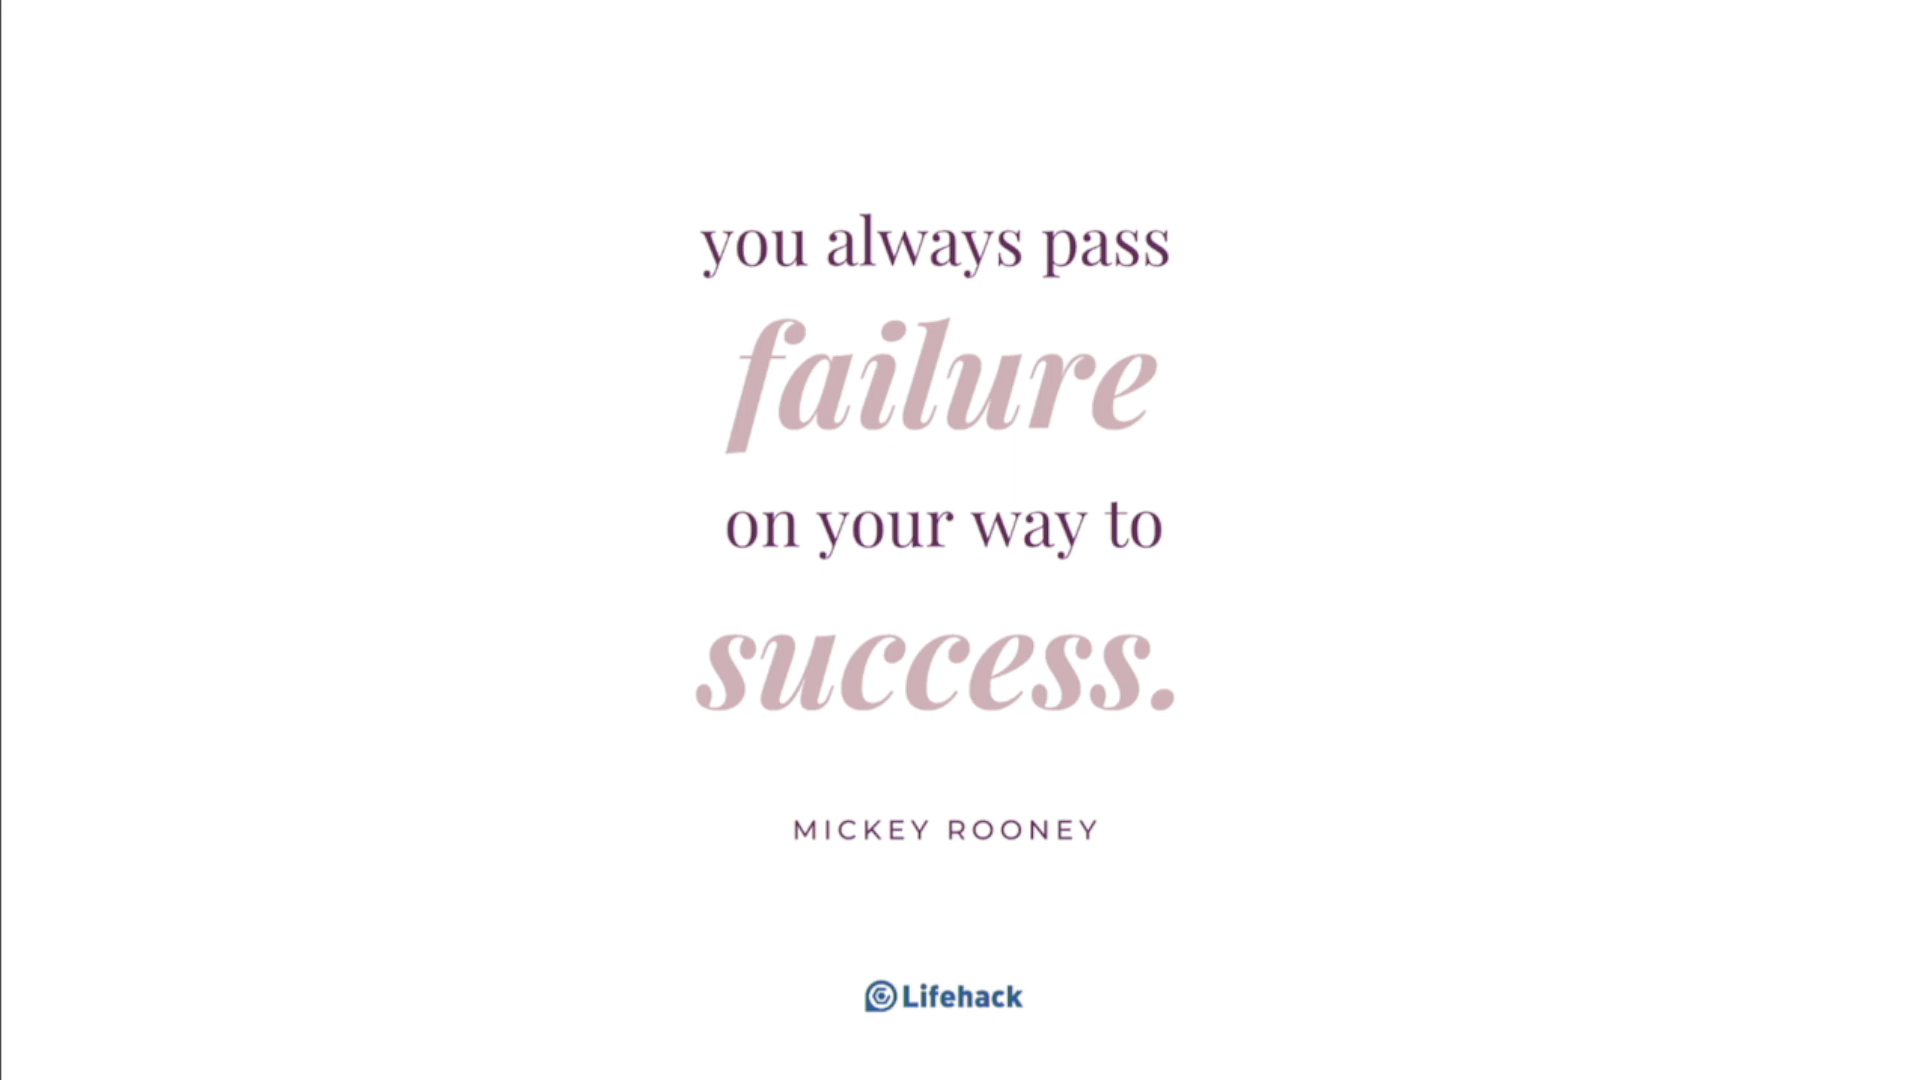 you always pass
failure
on your way to
success.
MICKEY ROONEY
Lifehack